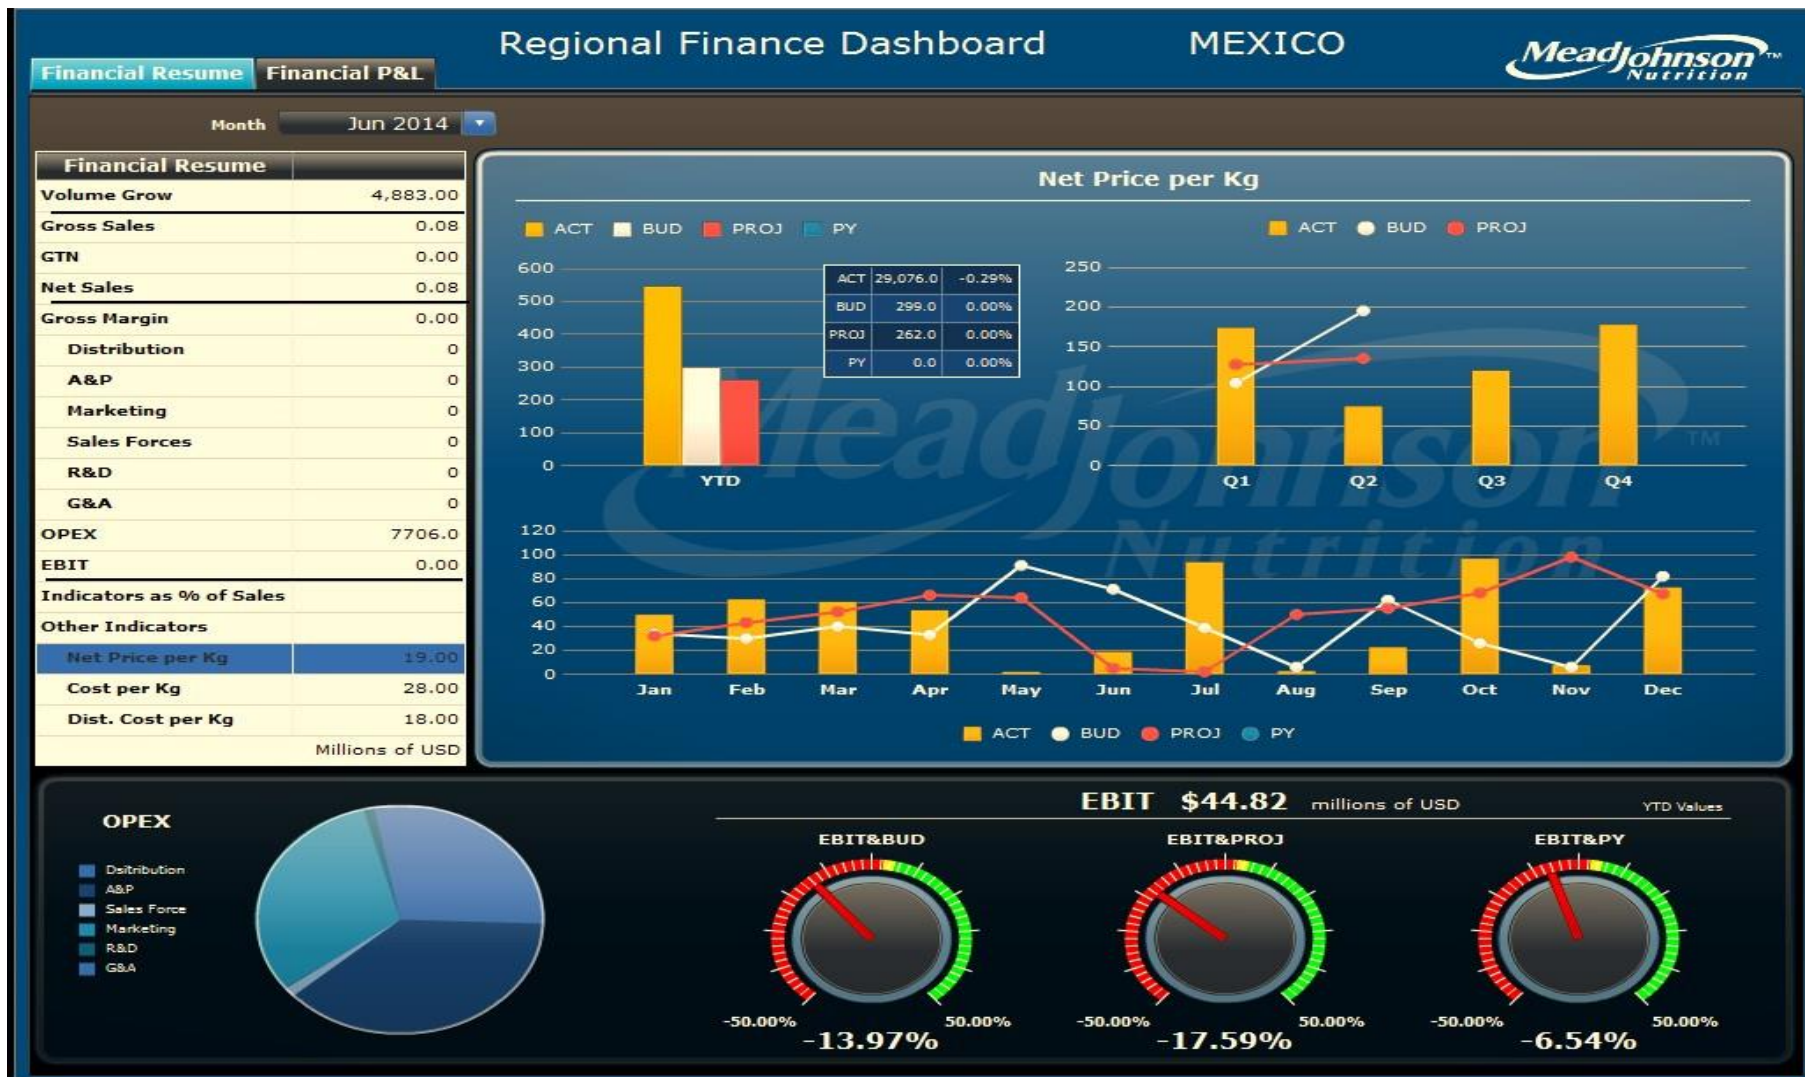 Regional Finance Dashboard MEXICO
MeadJohnson™
Nutrition
Financial Resume Financial P&L
Month Jun 2014
Financial Resume
Volume Grow 4,883.00
Gross Sales 0.08
GTN 0.00
Net Sales 0.08
Gross Margin 0.00
Distribution 0
A&P 0
Marketing 0
Sales Forces 0
R&D 0
G&A 0
OPEX 7706.0
EBIT 0.00
Indicators as % of Sales
Other Indicators
Net Price per Kg 19.00
Cost per Kg 28.00
Dist. Cost per Kg 18.00
Millions of USD
Net Price per Kg
ACT BUD PROJ PY
600
500
400
300
200
100
0
YTD
ACT 29,076.0 -0.29%
BUD 299.0 0.00%
PROJ 262.0 0.00%
PY 0.0 0.00%
ACT BUD PROJ
250
200
150
100
50
0
Q1 Q2 Q3 Q4
MeadJohnson™
Nutrition
120
100
80
60
40
20
0
Jan Feb Mar Apr May Jun Jul Aug Sep Oct Nov Dec
ACT BUD PROJ PY
OPEX
Dsitribution
A&P
Sales Force
Marketing
R&D
G&A
EBIT $44.82 millions of USD YTD Values
EBIT&BUD
-50.00% 50.00%
-13.97%
EBIT&PROJ
-50.00% 50.00%
-17.59%
EBIT&PY
-50.00% 50.00%
-6.54%